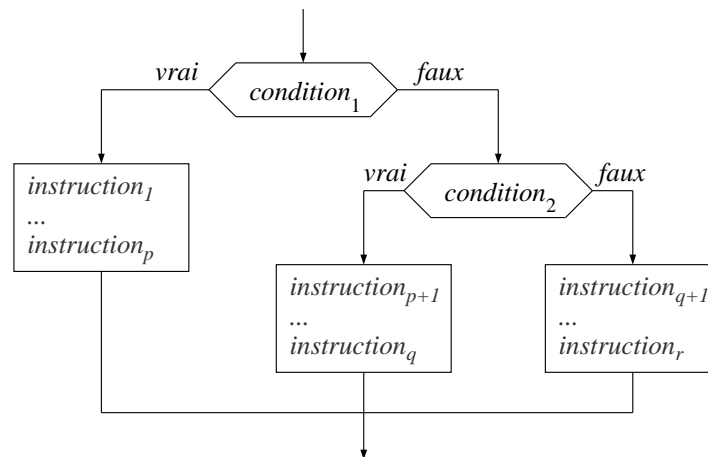 vrai
condition1
faux
instruction1
...
instructionp
vrai
condition2
faux
instructionp+1
...
instructionq
instructionq+1
...
instructionr